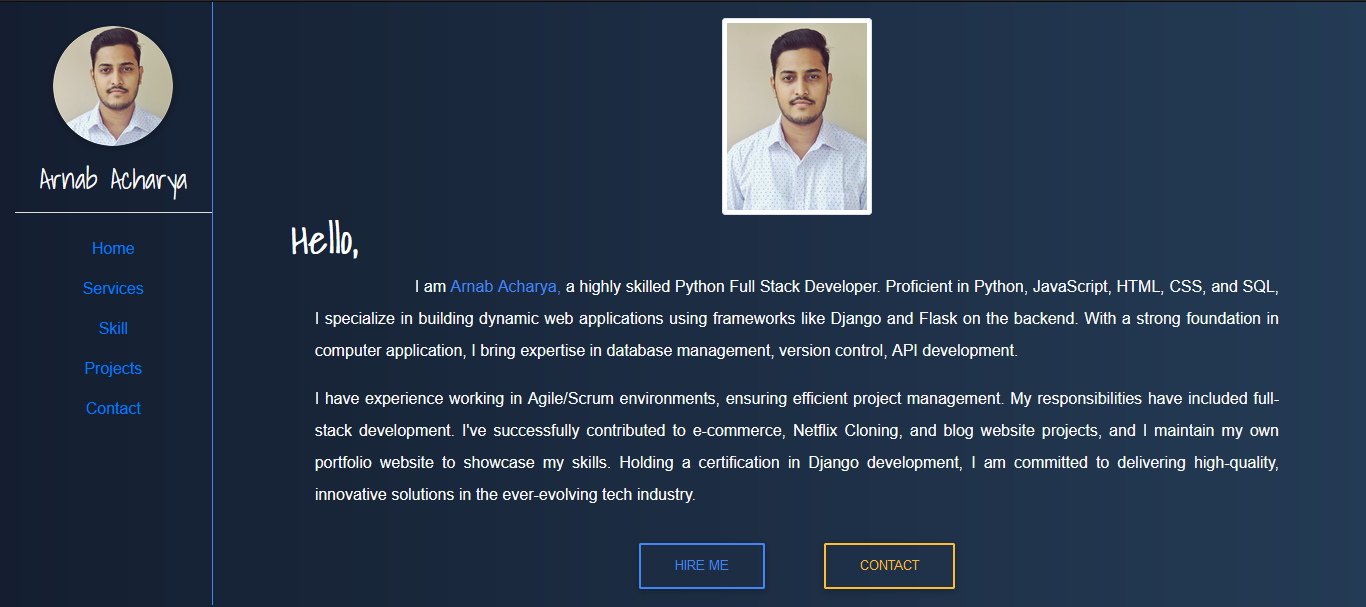 Arnab Acharya
Home
Services
Skill
Projects
Contact
Hello,
I am Arnab Acharya, a highly skilled Python Full Stack Developer. Proficient in Python, JavaScript, HTML, CSS, and SQL,
I specialize in building dynamic web applications using frameworks like Django and Flask on the backend. With a strong foundation in
computer application, I bring expertise in database management, version control, API development.
I have experience working in Agile/Scrum environments, ensuring efficient project management. My responsibilities have included full-
stack development. I've successfully contributed to e-commerce, Netflix Cloning, and blog website projects, and I maintain my own
portfolio website to showcase my skills. Holding a certification in Django development, I am committed to delivering high-quality,
innovative solutions in the ever-evolving tech industry.
HIRE ME
CONTACT